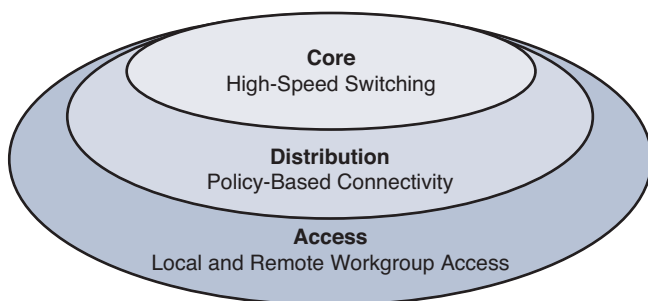 Core
High-Speed Switching
Distribution
Policy-Based Connectivity
Access
Local and Remote Workgroup Access